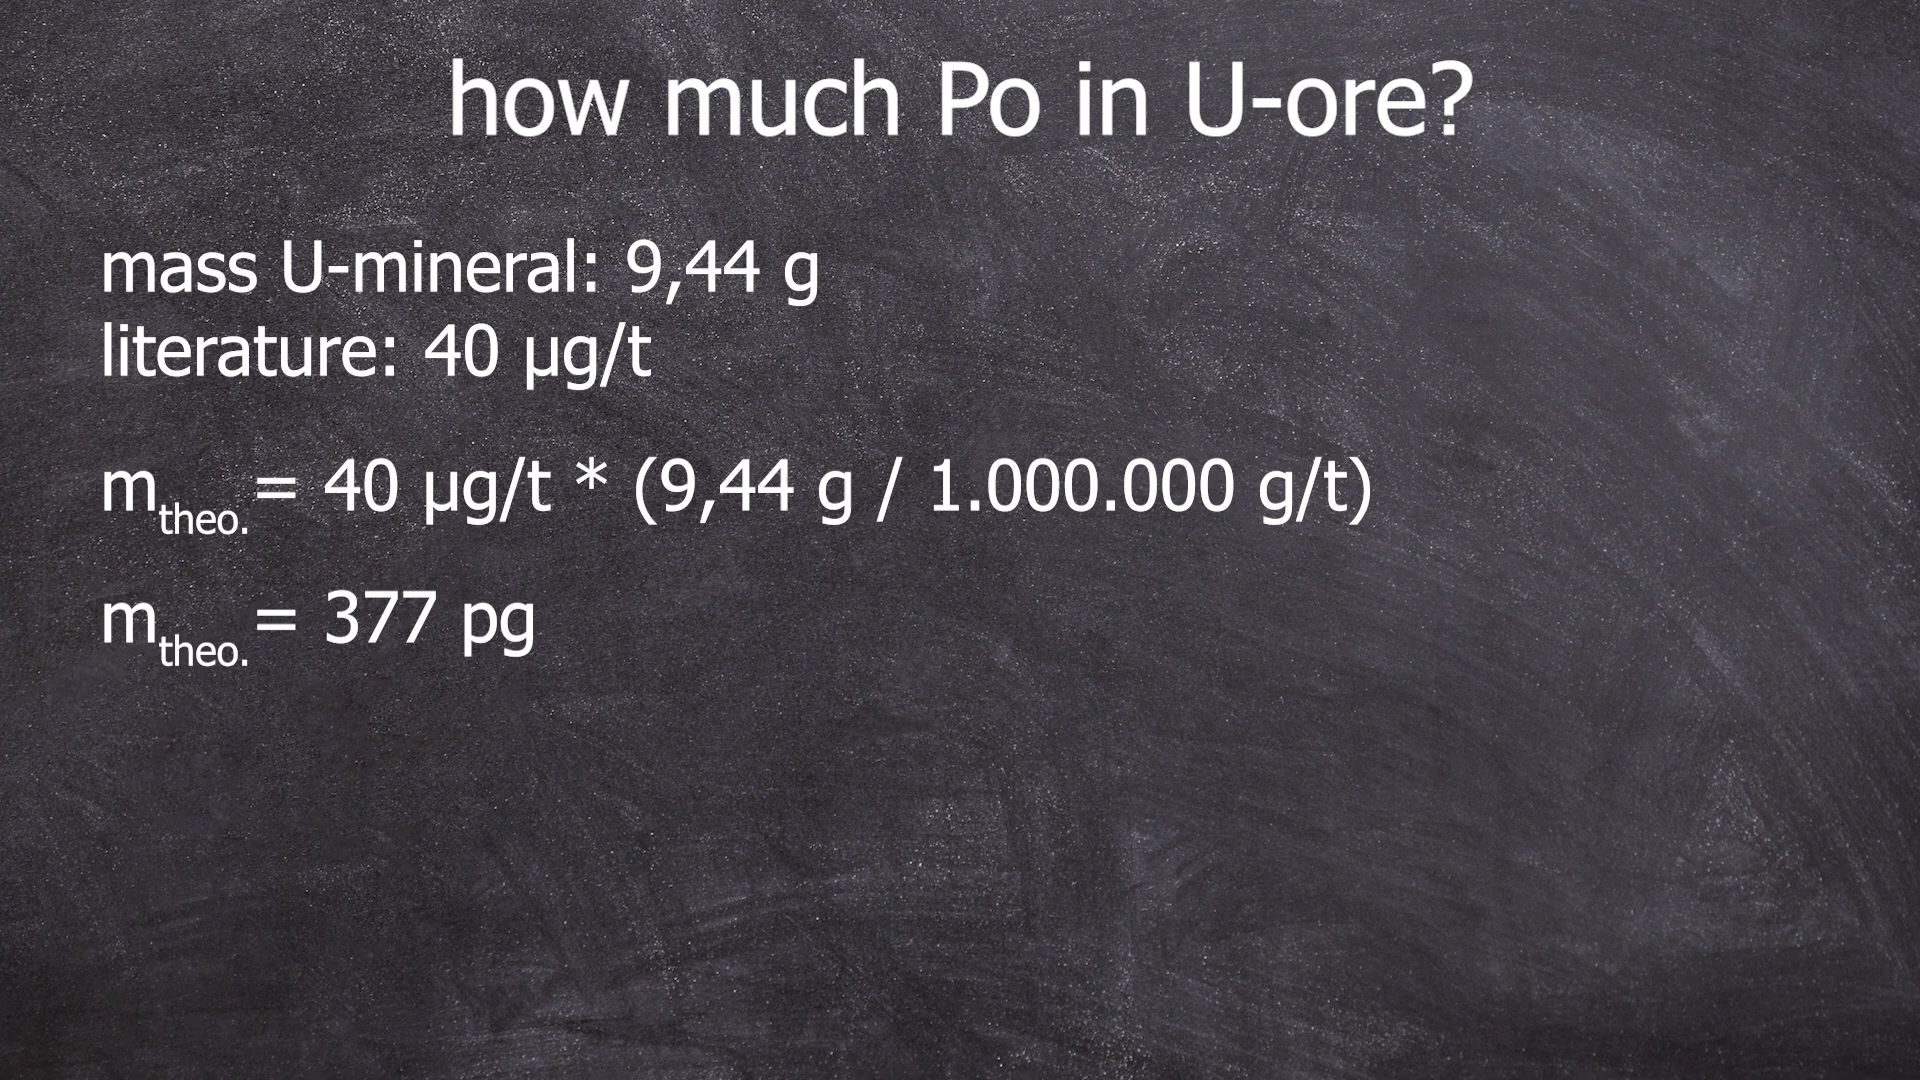 how much Po in U-ore?
mass U-mineral: 9,44 g
literature: 40 µg/t
mtheo.= 40 µg/t * (9,44 g / 1.000.000 g/t)
mtheo.= 377 pg